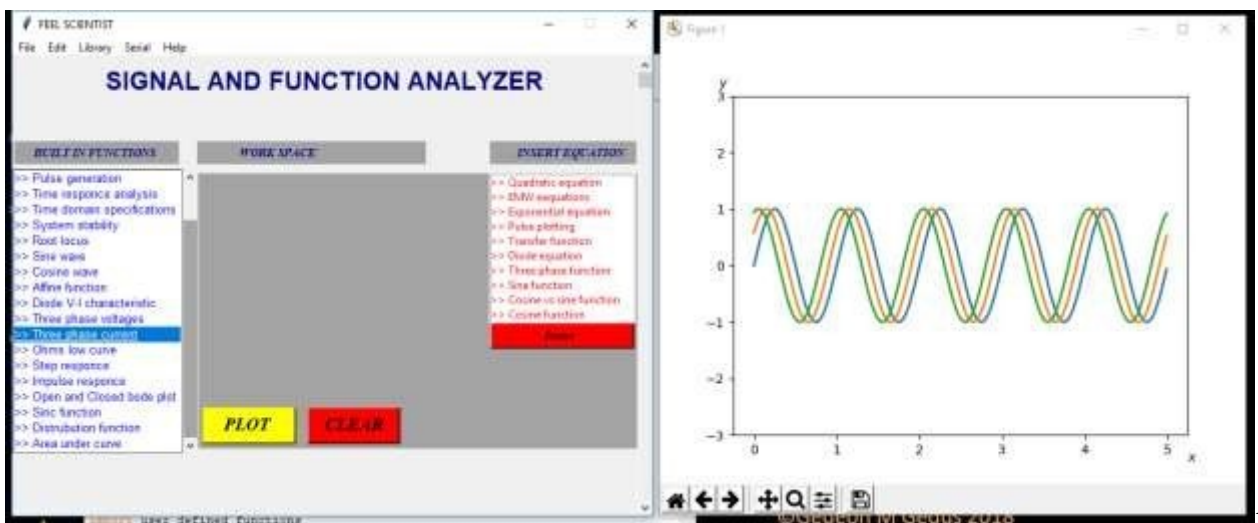 FEEL SCIENTIST
File Edit Library Serial Help
SIGNAL AND FUNCTION ANALYZER
BUILT IN FUNCTIONS
>> Pulse generation
>> Time responce analysis
>> Time domain specifications
>> System stability
>> Root locus
>> Sine wave
>> Cosine wave
>> Affine function
>> Diode V-I characteristic
>> Three phase voltages
>> Three phase current
>> Ohms low curve
>> Step responce
>> Impulse responce
>> Open and Closed bode plot
>> Sinc function
>> Distrubution function
>> Area under curve
WORK SPACE
PLOT
CLEAR
INSERT EQUATION
>> Quadratic equation
>> Exponential equation
>> Pulse plotting
>> Transfer function
>> Diode equation
>> Three phase function
>> Sine function
>> Cosine vs sine function
>> Cosine function
Figure 1
y
3
2
1
0
−1
−2
−3
0 1 2 3 4 5
x
user defined functions
©Gedeon M Gedus 2018